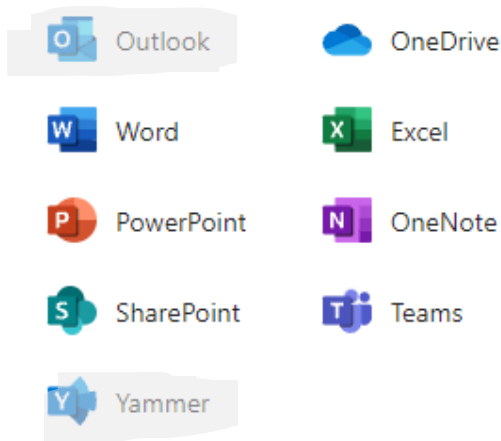 Outlook OneDrive
Word Excel
PowerPoint OneNote
SharePoint Teams
Yammer